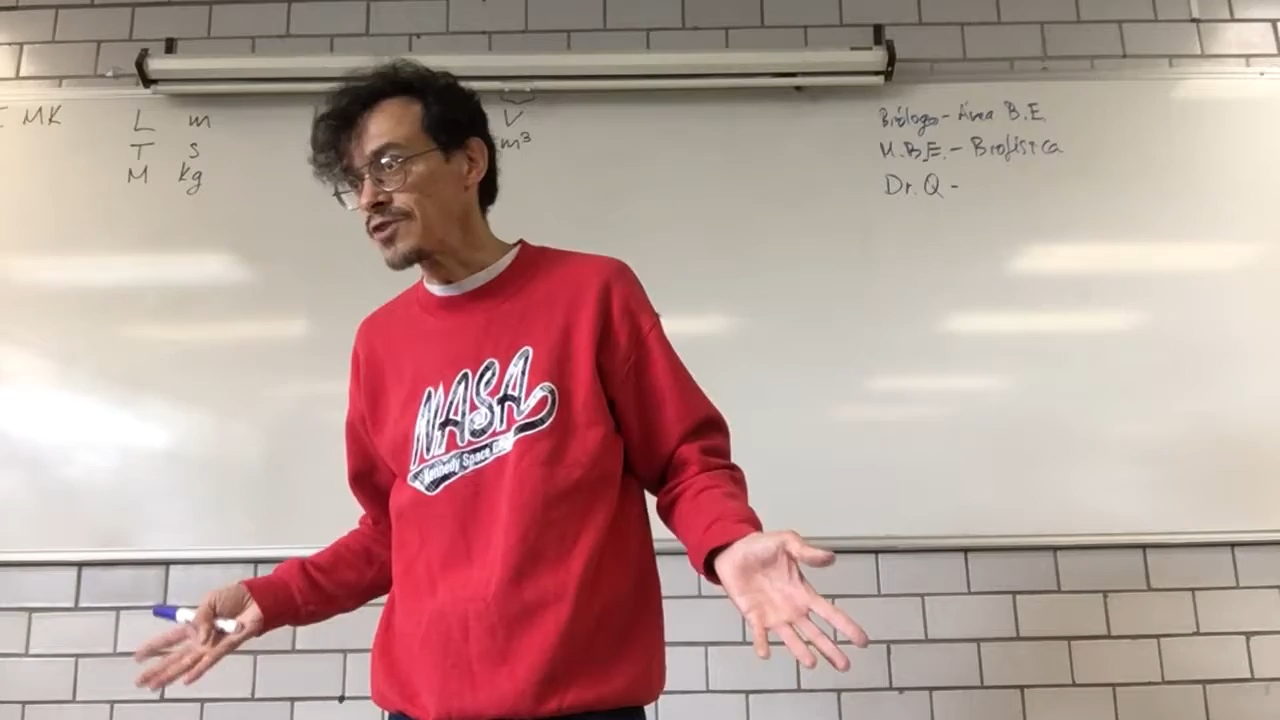 MK
L m
T s
M kg
V
m³
Biólogo - Área B.E.
M.B.E. - Biofísica
Dr. Q -
NASA
Kennedy Space